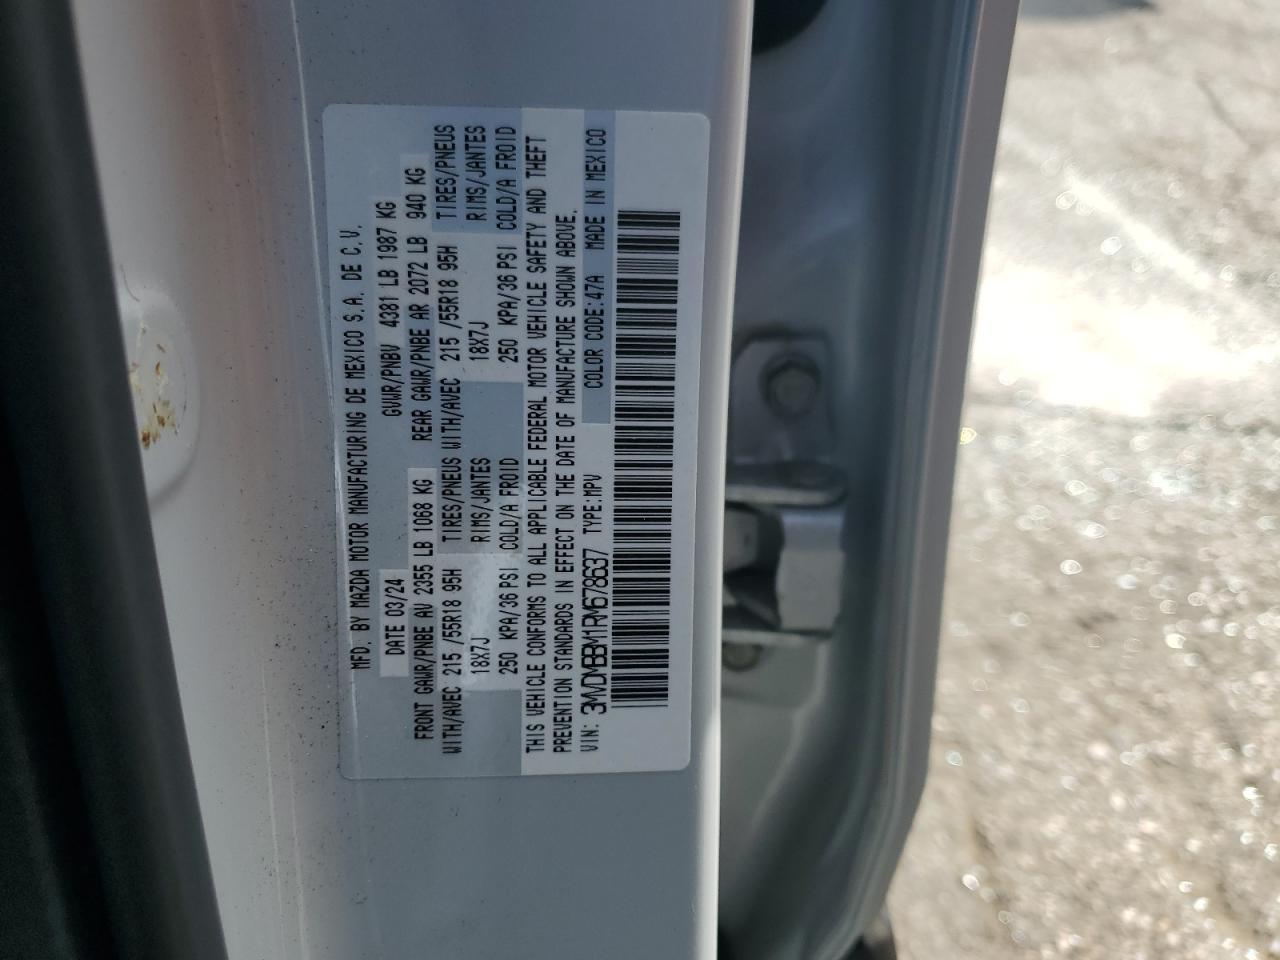 MFD. BY MAZDA MOTOR MANUFACTURING DE MEXICO S.A. DE C.V.
DATE 03/24 GVWR/PNBV 4381 LB 1987 KG
FRONT GAWR/PNBE AV 2355 LB 1068 KG REAR GAWR/PNBE AR 2072 LB 940 KG
WITH/AVEC 215 /55R18 95H TIRES/PNEUS WITH/AVEC 215 /55R18 95H TIRES/PNEUS
18X7J RIMS/JANTES 18X7J RIMS/JANTES
250 KPA/36 PSI COLD/A FROID 250 KPA/36 PSI COLD/A FROID
THIS VEHICLE CONFORMS TO ALL APPLICABLE FEDERAL MOTOR VEHICLE SAFETY AND THEFT
PREVENTION STANDARDS IN EFFECT ON THE DATE OF MANUFACTURE SHOWN ABOVE.
VIN: 3MVDMBBM1RM678637 TYPE:MPV COLOR CODE:47A MADE IN MEXICO